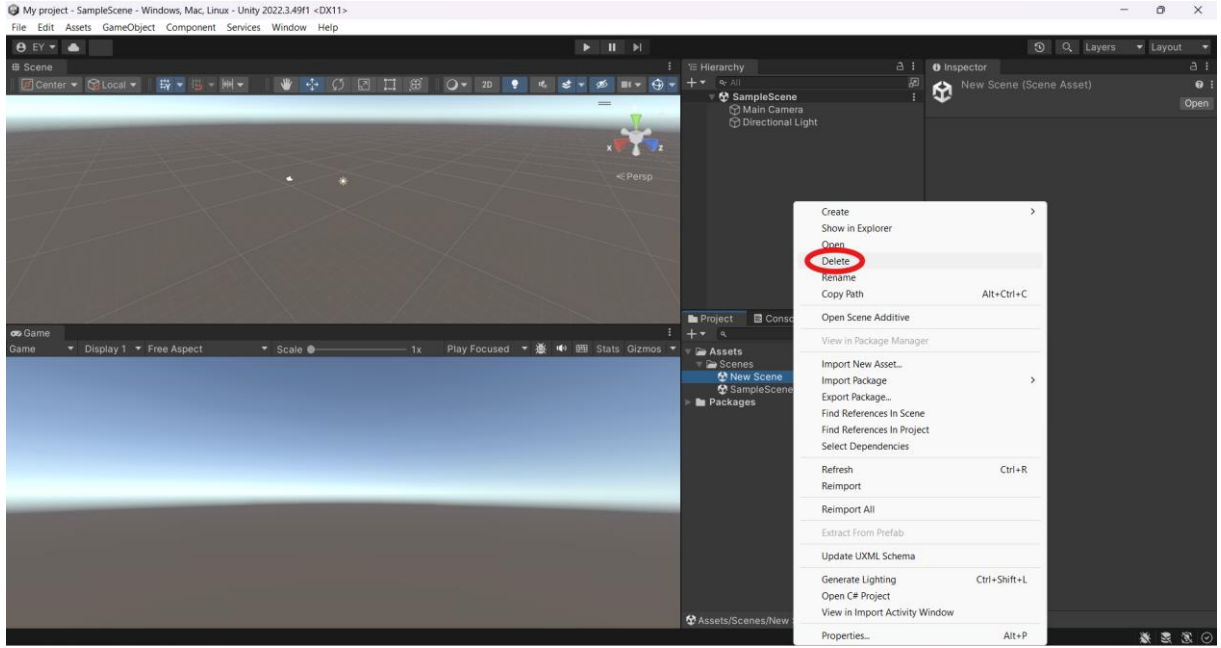 My project - SampleScene - Windows, Mac, Linux - Unity 2022.3.49f1 <DX11>
File Edit Assets GameObject Component Services Window Help
EY
Layers
Layout
Scene
Center
Local
2D
x
z
Persp
Hierarchy
All
SampleScene
Main Camera
Directional Light
Inspector
New Scene (Scene Asset)
Open
Game
Game Display 1 Free Aspect Scale 1x Play Focused Stats Gizmos
Project
Assets
Scenes
New Scene
SampleScene
Packages
Assets/Scenes/New
Create
Show in Explorer
Open
Delete
Rename
Copy Path Alt+Ctrl+C
Open Scene Additive
View in Package Manager
Import New Asset...
Import Package
Export Package...
Find References In Scene
Find References In Project
Select Dependencies
Refresh Ctrl+R
Reimport
Reimport All
Extract From Prefab
Update UXML Schema
Generate Lighting Ctrl+Shift+L
Open C# Project
View in Import Activity Window
Properties... Alt+P